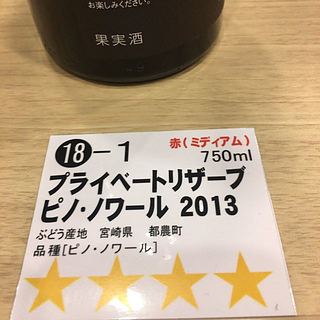 お楽しみください。
果実酒
⑱-1
赤(ミディアム)
750ml
プライベートリザーブ
ピノ・ノワール 2013
ぶどう産地 宮崎県 都農町
品種[ピノ・ノワール]